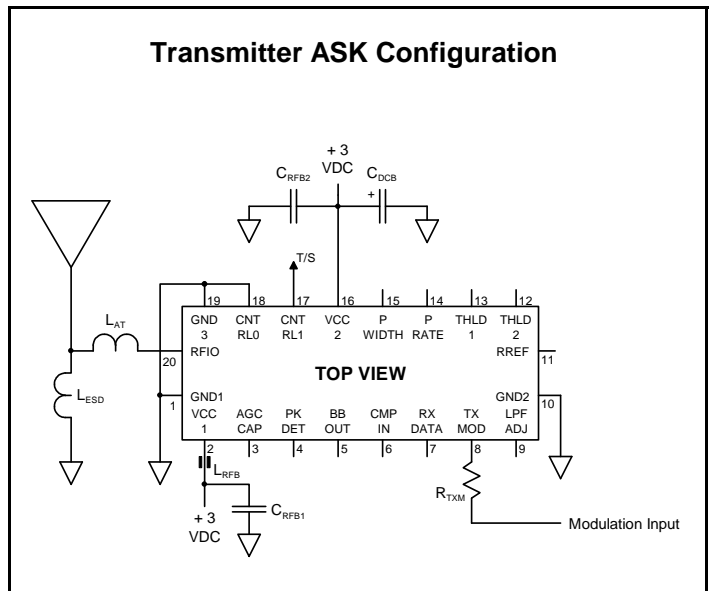 Transmitter ASK Configuration
+ 3
VDC
CRFB2
CDCB
+
T/S
19 18 17 16 15 14 13 12
GND CNT CNT VCC P P THLD THLD
3 RL0 RL1 2 WIDTH RATE 1 2
LAT
20
RFIO
RREF
11
TOP VIEW
LESD
1
GND1
GND2
10
VCC AGC PK BB CMP RX TX LPF
1 CAP DET OUT IN DATA MOD ADJ
2 3 4 5 6 7 8 9
LRFB
RTXM
CRFB1
+ 3
VDC
Modulation Input